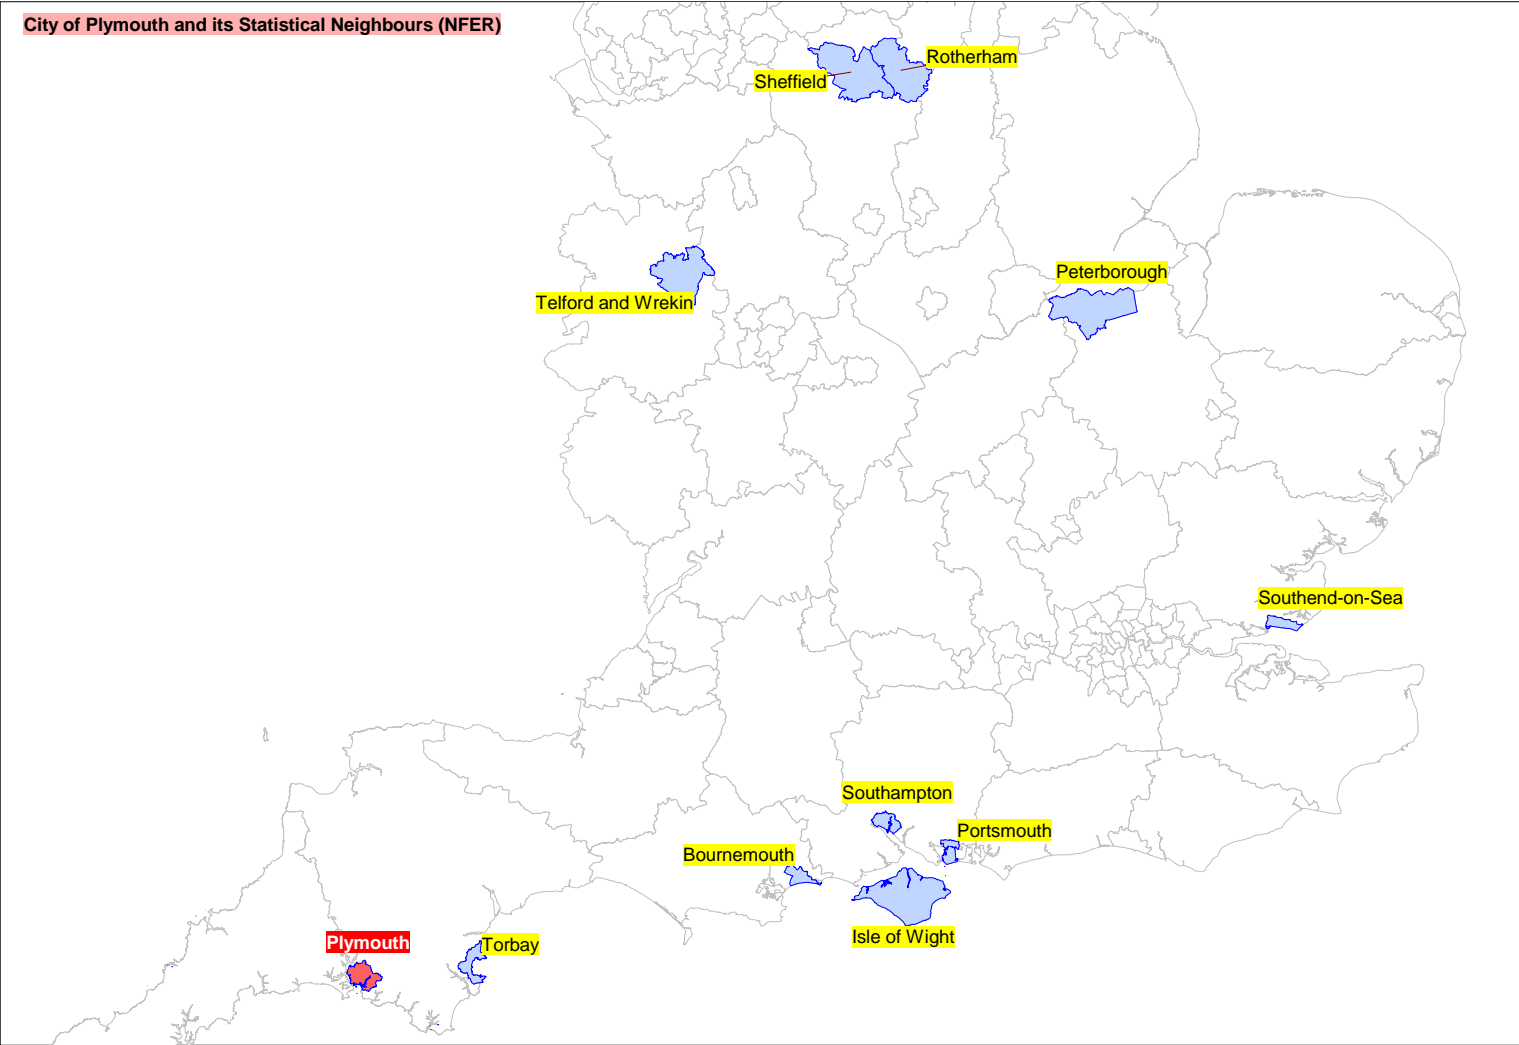 City of Plymouth and its Statistical Neighbours (NFER)
Rotherham
Sheffield
Peterborough
Telford and Wrekin
Southend-on-Sea
Southampton
Portsmouth
Bournemouth
Isle of Wight
Plymouth
Torbay